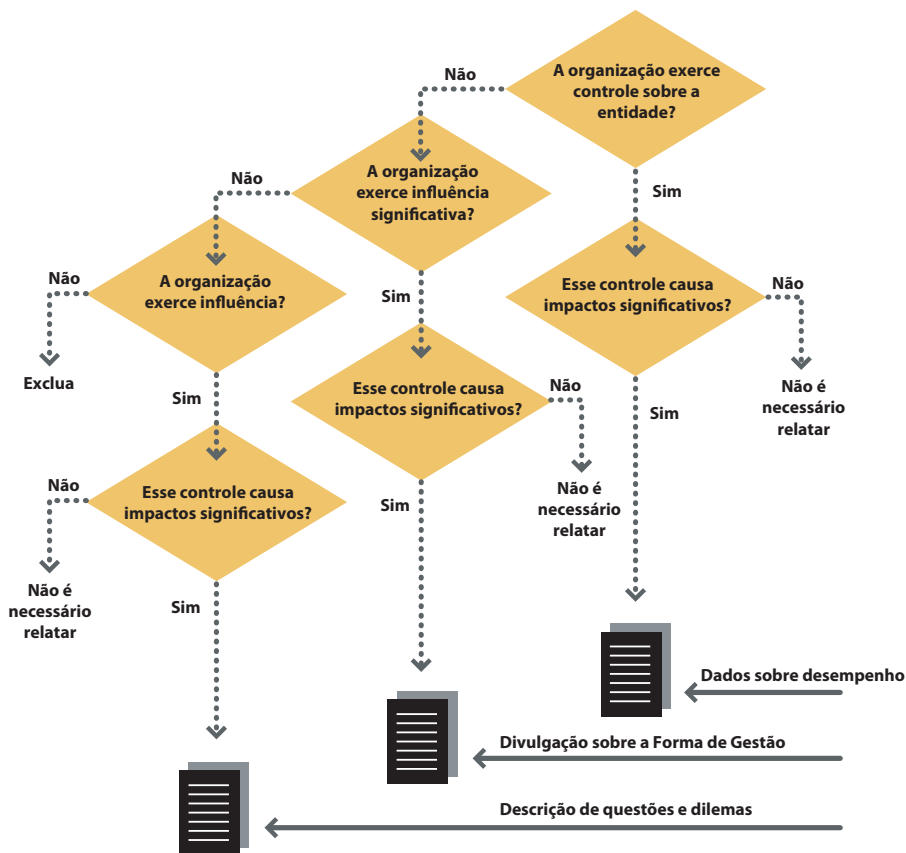 Não
A organização exerce
controle sobre a
entidade?
Não
A organização
exerce influência
significativa?
Sim
Não
A organização
exerce influência?
Sim
Esse controle causa
impactos significativos?
Não
Exclua
Sim
Esse controle causa
impactos significativos?
Não
Não é
necessário
relatar
Sim
Não
Esse controle causa
impactos significativos?
Sim
Não é
necessário
relatar
Não é
necessário
relatar
Sim
Dados sobre desempenho
Divulgação sobre a Forma de Gestão
Descrição de questões e dilemas